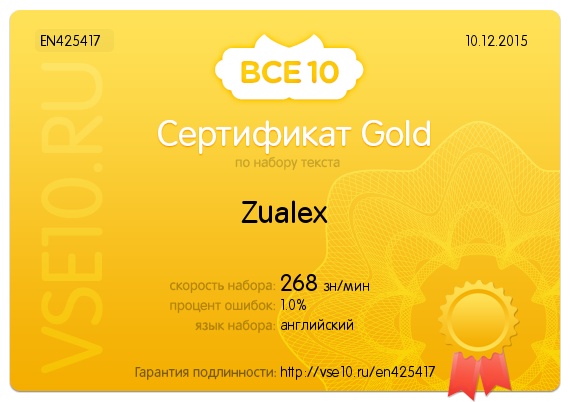 EN425417
10.12.2015
ВСЕ 10
Сертификат Gold
по набору текста
Zualex
скорость набора: 268 зн/мин
процент ошибок: 1.0%
язык набора: английский
Гарантия подлинности: http://vse10.ru/en425417
VSE10.RU